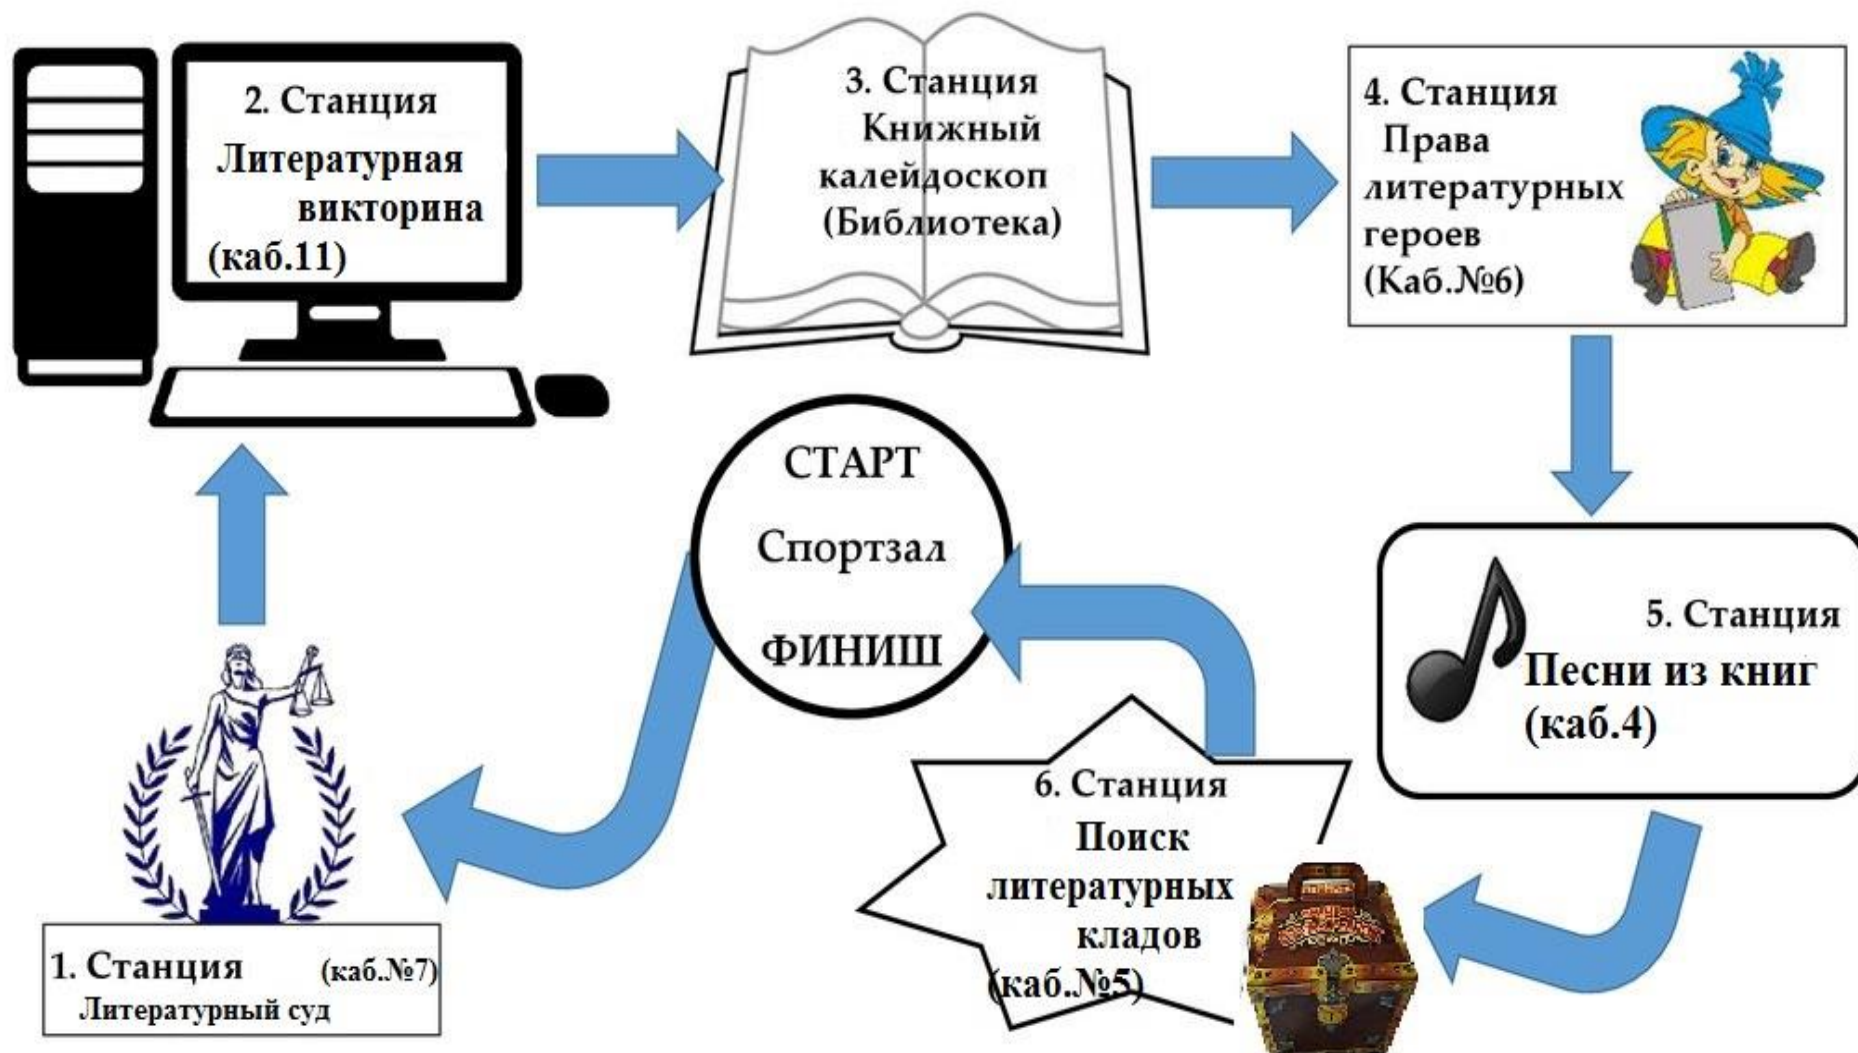 2. Станция
Литературная
викторина
(каб.11)
3. Станция
Книжный
калейдоскоп
(Библиотека)
4. Станция
Права
литературных
героев
(Каб.№6)
СТАРТ
Спортзал
ФИНИШ
5. Станция
Песни из книг
(каб.4)
6. Станция
Поиск
литературных
кладов
(каб.№5)
1. Станция (каб.№7)
Литературный суд